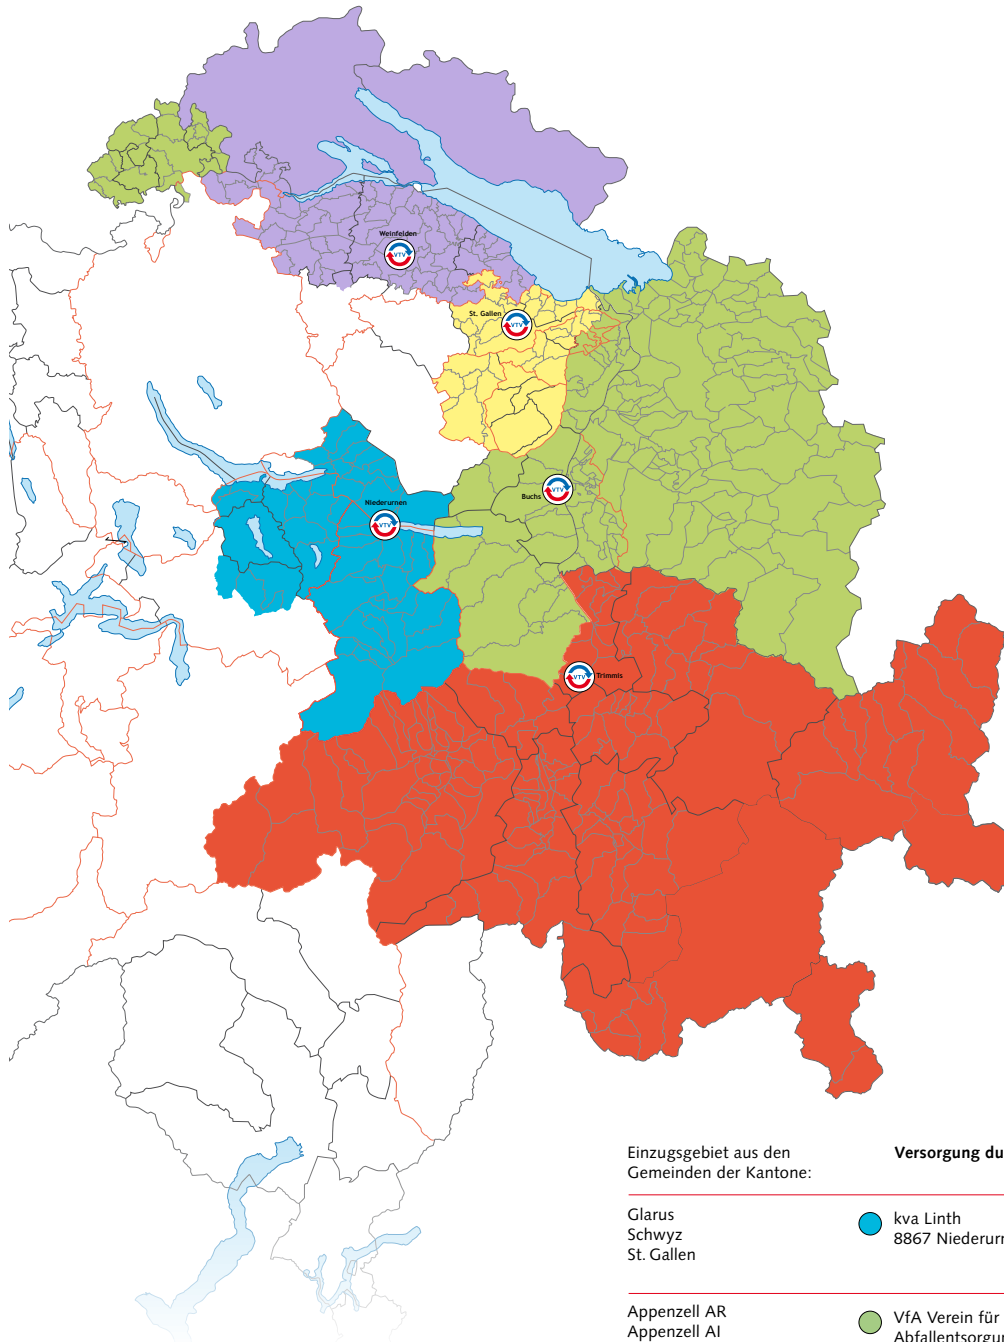 Weinfelden
VTV
St. Gallen
VTV
Niederurnen
VTV
Buchs
VTV
Trimmis
VTV
Einzugsgebiet aus den
Gemeinden der Kantone:
Versorgung du
Glarus
Schwyz
St. Gallen
kva Linth
8867 Niederurn
Appenzell AR
Appenzell AI
VfA Verein für
Abfallentsorgun